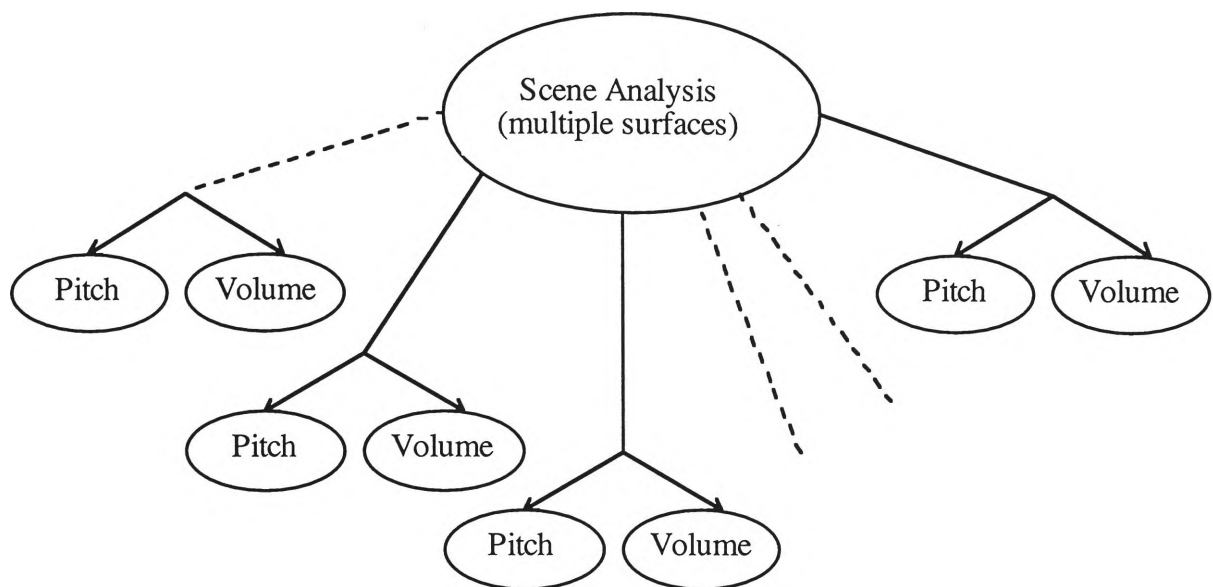 Scene Analysis
(multiple surfaces)
Pitch
Volume
Pitch
Volume
Pitch
Volume
Pitch
Volume